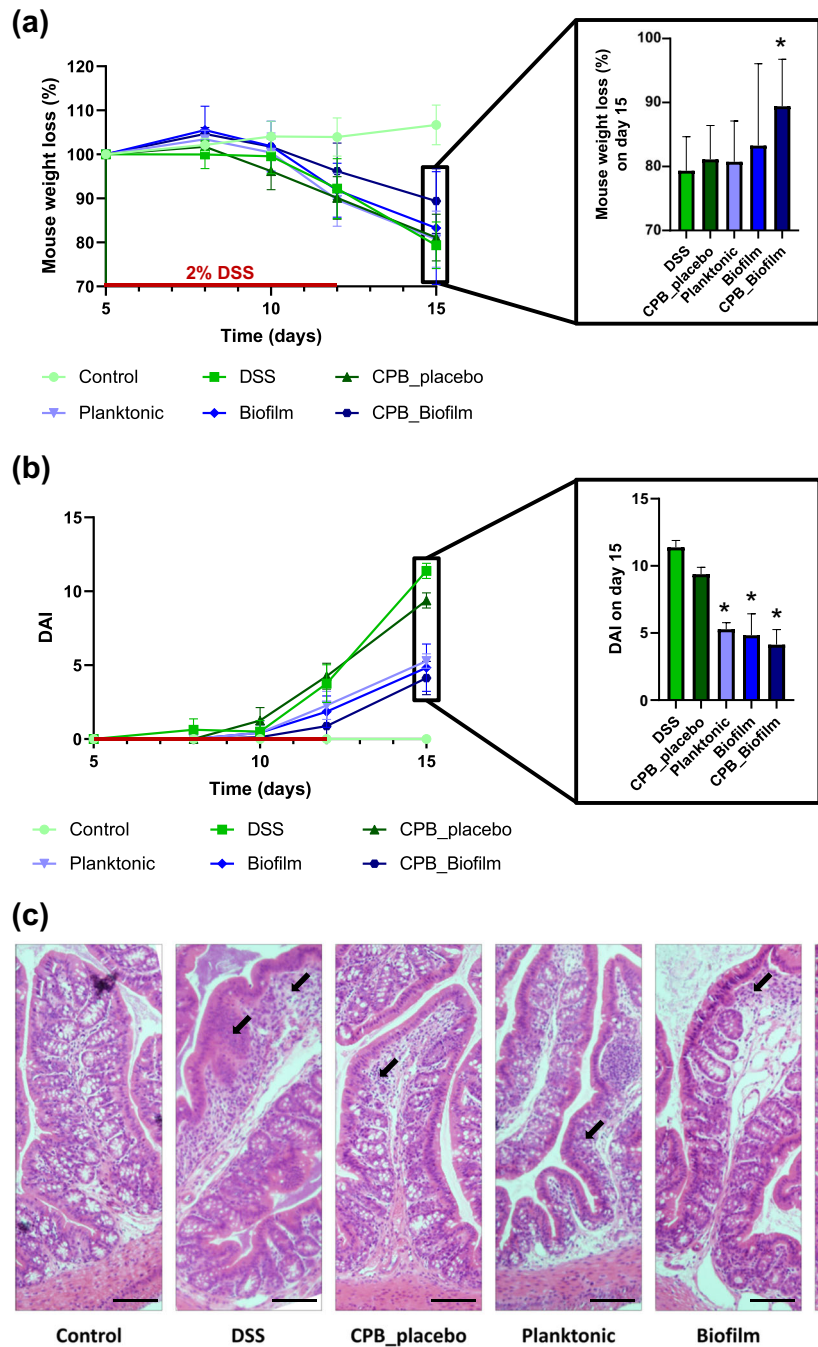 (a)
120
110
100
90
80
70
Mouse weight loss (%)
2% DSS
5
10
15
Time (days)
100
90
80
70
Mouse weight loss (%)
on day 15
*
DSS
CPB_placebo
Planktonic
Biofilm
CPB_Biofilm
Control
DSS
CPB_placebo
Planktonic
Biofilm
CPB_Biofilm
(b)
15
10
5
0
DAI
5
10
15
Time (days)
15
10
5
0
DAI on day 15
* * *
DSS
CPB_placebo
Planktonic
Biofilm
CPB_Biofilm
Control
DSS
CPB_placebo
Planktonic
Biofilm
CPB_Biofilm
(c)
Control
DSS
CPB_placebo
Planktonic
Biofilm